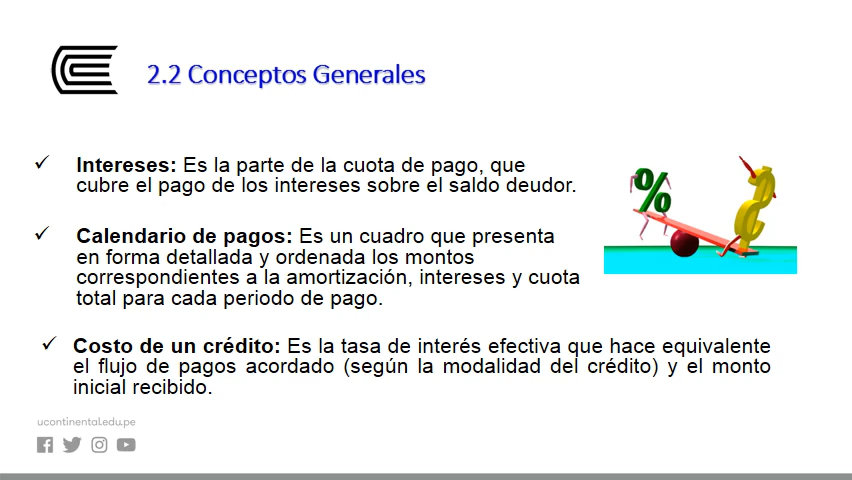 2.2 Conceptos Generales
✓ Intereses: Es la parte de la cuota de pago, que
cubre el pago de los intereses sobre el saldo deudor.
✓ Calendario de pagos: Es un cuadro que presenta
en forma detallada y ordenada los montos
correspondientes a la amortización, intereses y cuota
total para cada periodo de pago.
✓ Costo de un crédito: Es la tasa de interés efectiva que hace equivalente
el flujo de pagos acordado (según la modalidad del crédito) y el monto
inicial recibido.
% $
ucontinental.edu.pe